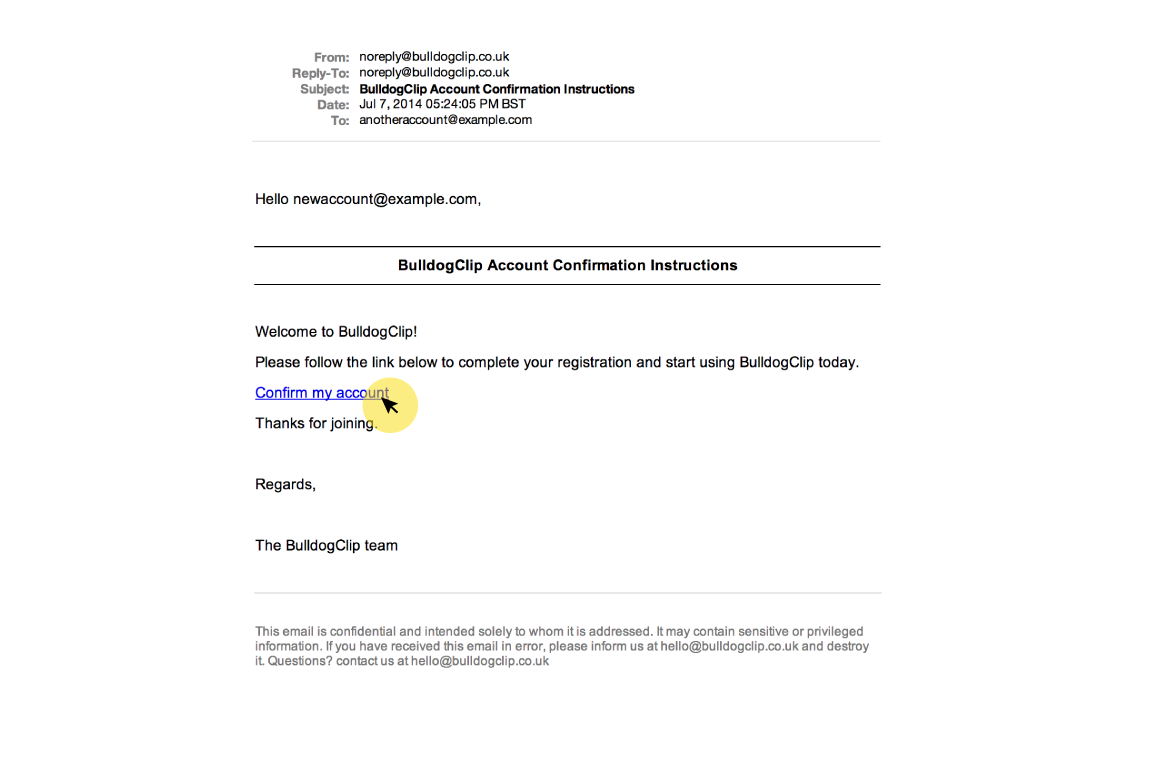 From: noreply@bulldogclip.co.uk
Reply-To: noreply@bulldogclip.co.uk
Subject: BulldogClip Account Confirmation Instructions
Date: Jul 7, 2014 05:24:05 PM BST
To: anotheraccount@example.com
Hello newaccount@example.com,
BulldogClip Account Confirmation Instructions
Welcome to BulldogClip!
Please follow the link below to complete your registration and start using BulldogClip today.
Confirm my account
Thanks for joining.
Regards,
The BulldogClip team
This email is confidential and intended solely to whom it is addressed. It may contain sensitive or privileged
information. If you have received this email in error, please inform us at hello@bulldogclip.co.uk and destroy
it. Questions? contact us at hello@bulldogclip.co.uk